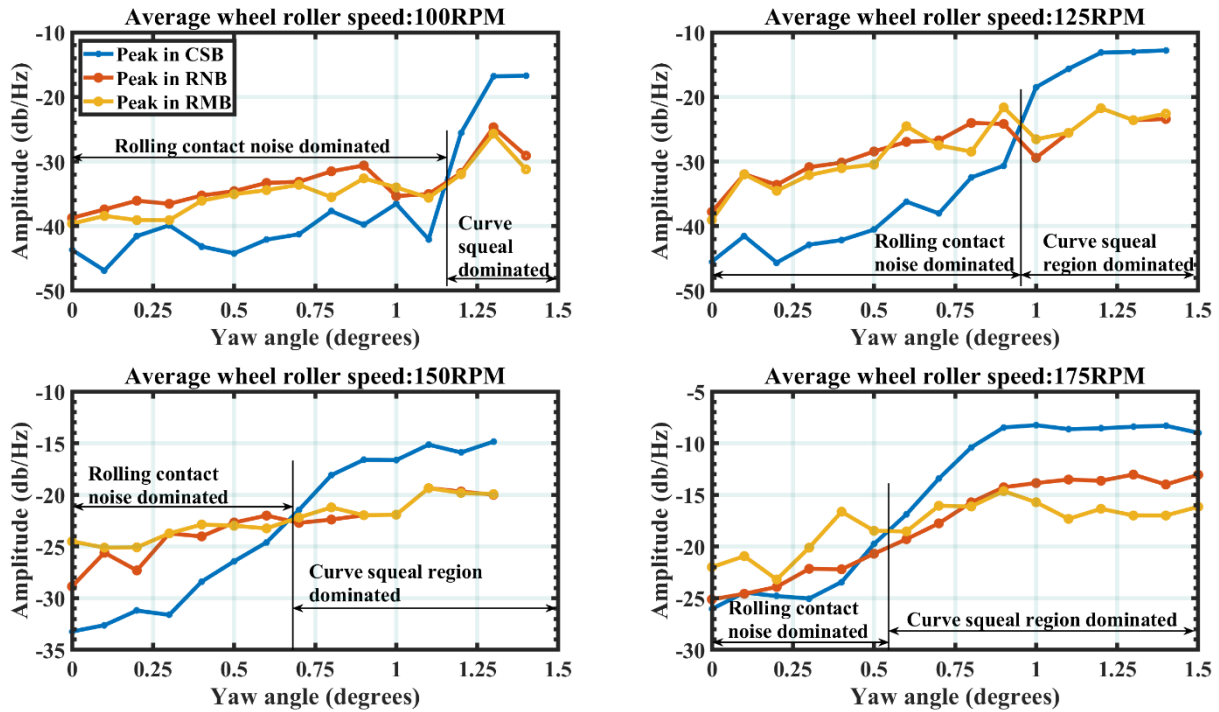 Average wheel roller speed:100RPM
Amplitude (db/Hz)
-10
-20
-30
-40
-50
Peak in CSB
Peak in RNB
Peak in RMB
Rolling contact noise dominated
Curve
squeal
dominated
0
0.25
0.5
0.75
1
1.25
1.5
Yaw angle (degrees)
Average wheel roller speed:125RPM
Amplitude (db/Hz)
-10
-20
-30
-40
-50
Rolling contact
noise dominated
Curve squeal
region dominated
0
0.25
0.5
0.75
1
1.25
1.5
Yaw angle (degrees)
Average wheel roller speed:150RPM
Amplitude (db/Hz)
-10
-15
-20
-25
-30
-35
Rolling contact
noise dominated
Curve squeal region
dominated
0
0.25
0.5
0.75
1
1.25
1.5
Yaw angle (degrees)
Average wheel roller speed:175RPM
Amplitude (db/Hz)
-5
-10
-15
-20
-25
-30
Rolling contact
noise dominated
Curve squeal region dominated
0
0.25
0.5
0.75
1
1.25
1.5
Yaw angle (degrees)